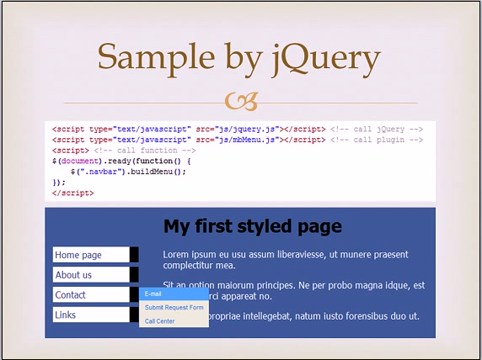 Sample by jQuery
<script type="text/javascript" src="js/jquery.js"></script> <!-- call jQuery -->
<script type="text/javascript" src="js/mbMenu.js"></script> <!-- call plugin -->
<script> <!-- call function -->
$(document).ready(function() {
$(".navbar").buildMenu();
});
</script>
My first styled page
Home page
About us
Contact
Links
E-mail
Submit Request Form
Call Center
Lorem ipsum eu usu assum liberaviesse, ut munere praesent
complectitur mea.
Sit an option maiorum principes. Ne per probo magna idque, est
arci appareat no.
propriae intellegebat, natum iusto forensibus duo ut.